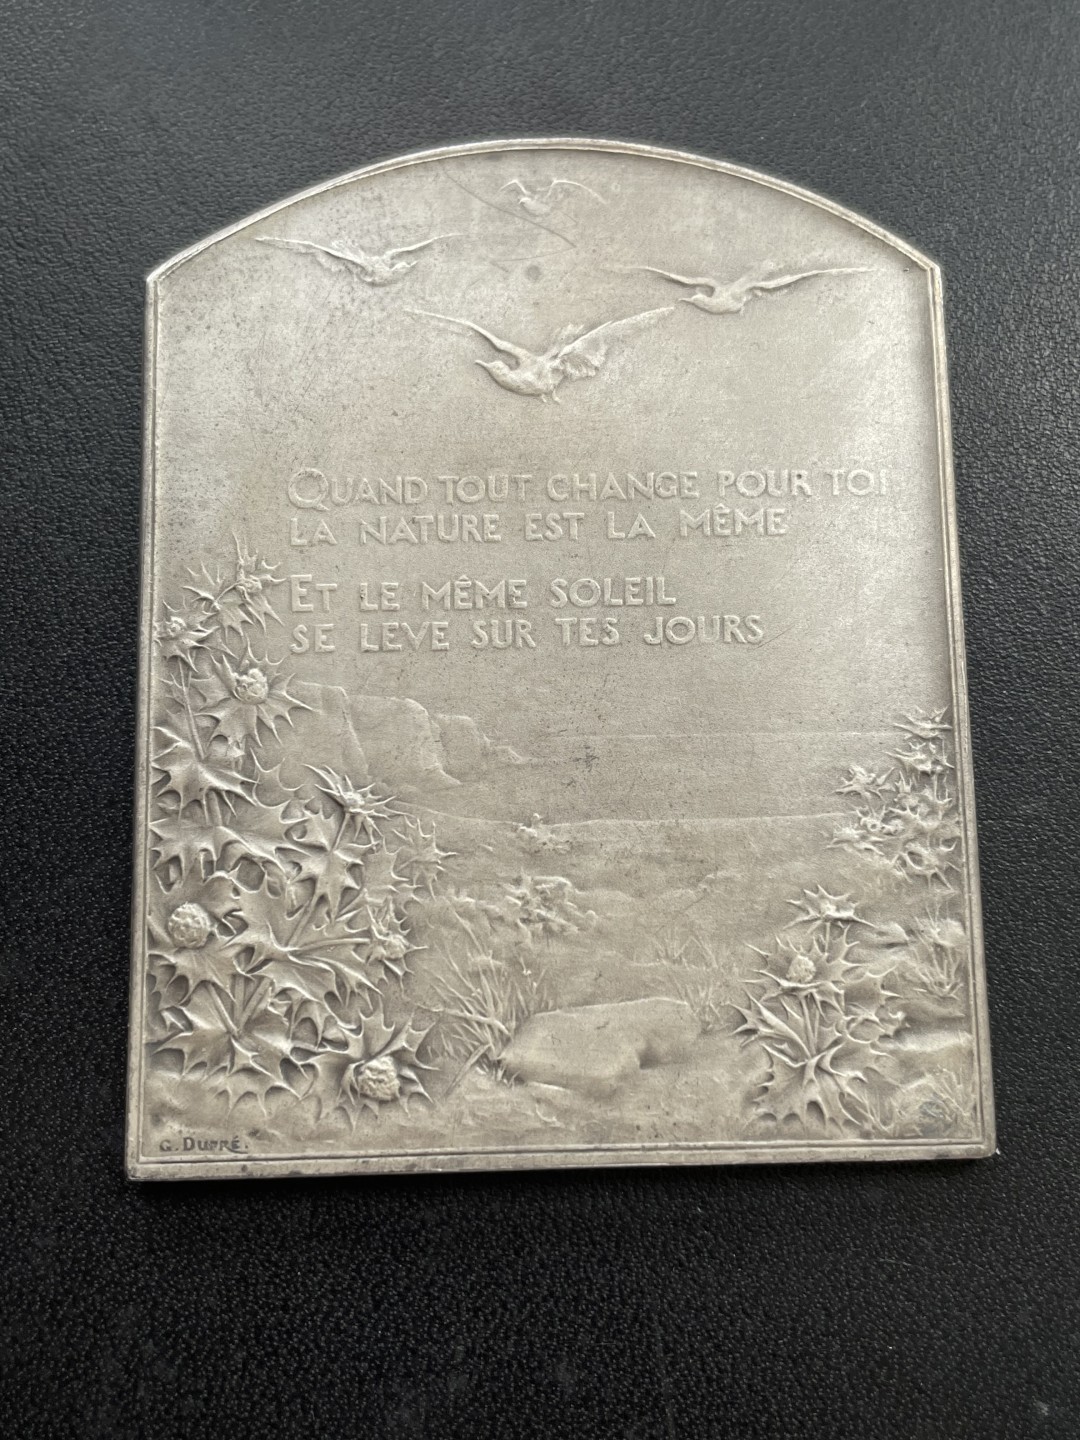 QUAND TOUT CHANGE POUR TOI
LA NATURE EST LA MÊME
ET LE MÊME SOLEIL
SE LEVE SUR TES JOURS
G. DUPRÉ.